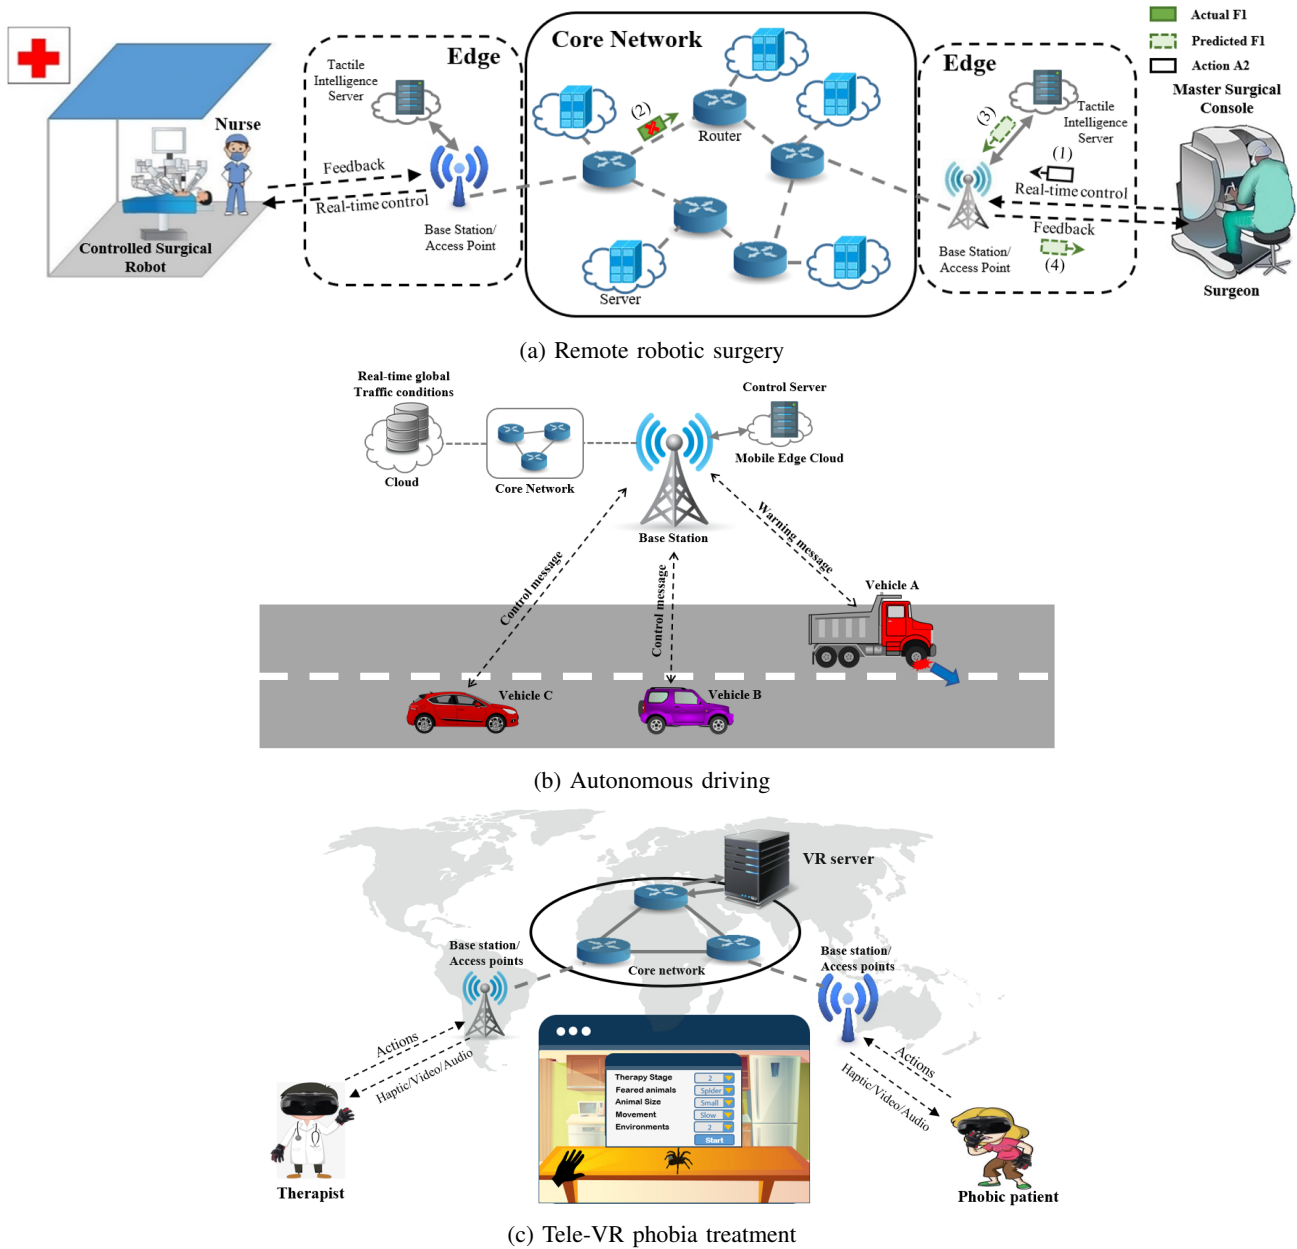 Actual F1
Predicted F1
Action A2
Edge
Core Network
Edge
Tactile
Intelligence
Server
Master Surgical
Console
Nurse
(2)
Router
(3)
Tactile
Intelligence
Server
(1)
Feedback
Real-time control
Real-time control
Feedback
(4)
Base Station/
Access Point
Base Station/
Access Point
Controlled Surgical
Robot
Server
Surgeon
(a) Remote robotic surgery
Real-time global
Traffic conditions
Control Server
Mobile Edge Cloud
Cloud
Core Network
Base Station
Warning message
Control message
Control message
Vehicle A
Vehicle C
Vehicle B
(b) Autonomous driving
VR server
Base station/
Access points
Core network
Base station/
Access points
Actions
Haptic/Video/Audio
Actions
Haptic/Video/Audio
Therapy Stage 2
Feared animals Spider
Animal Size Small
Movement Slow
Environments 2
Start
Therapist
Phobic patient
(c) Tele-VR phobia treatment